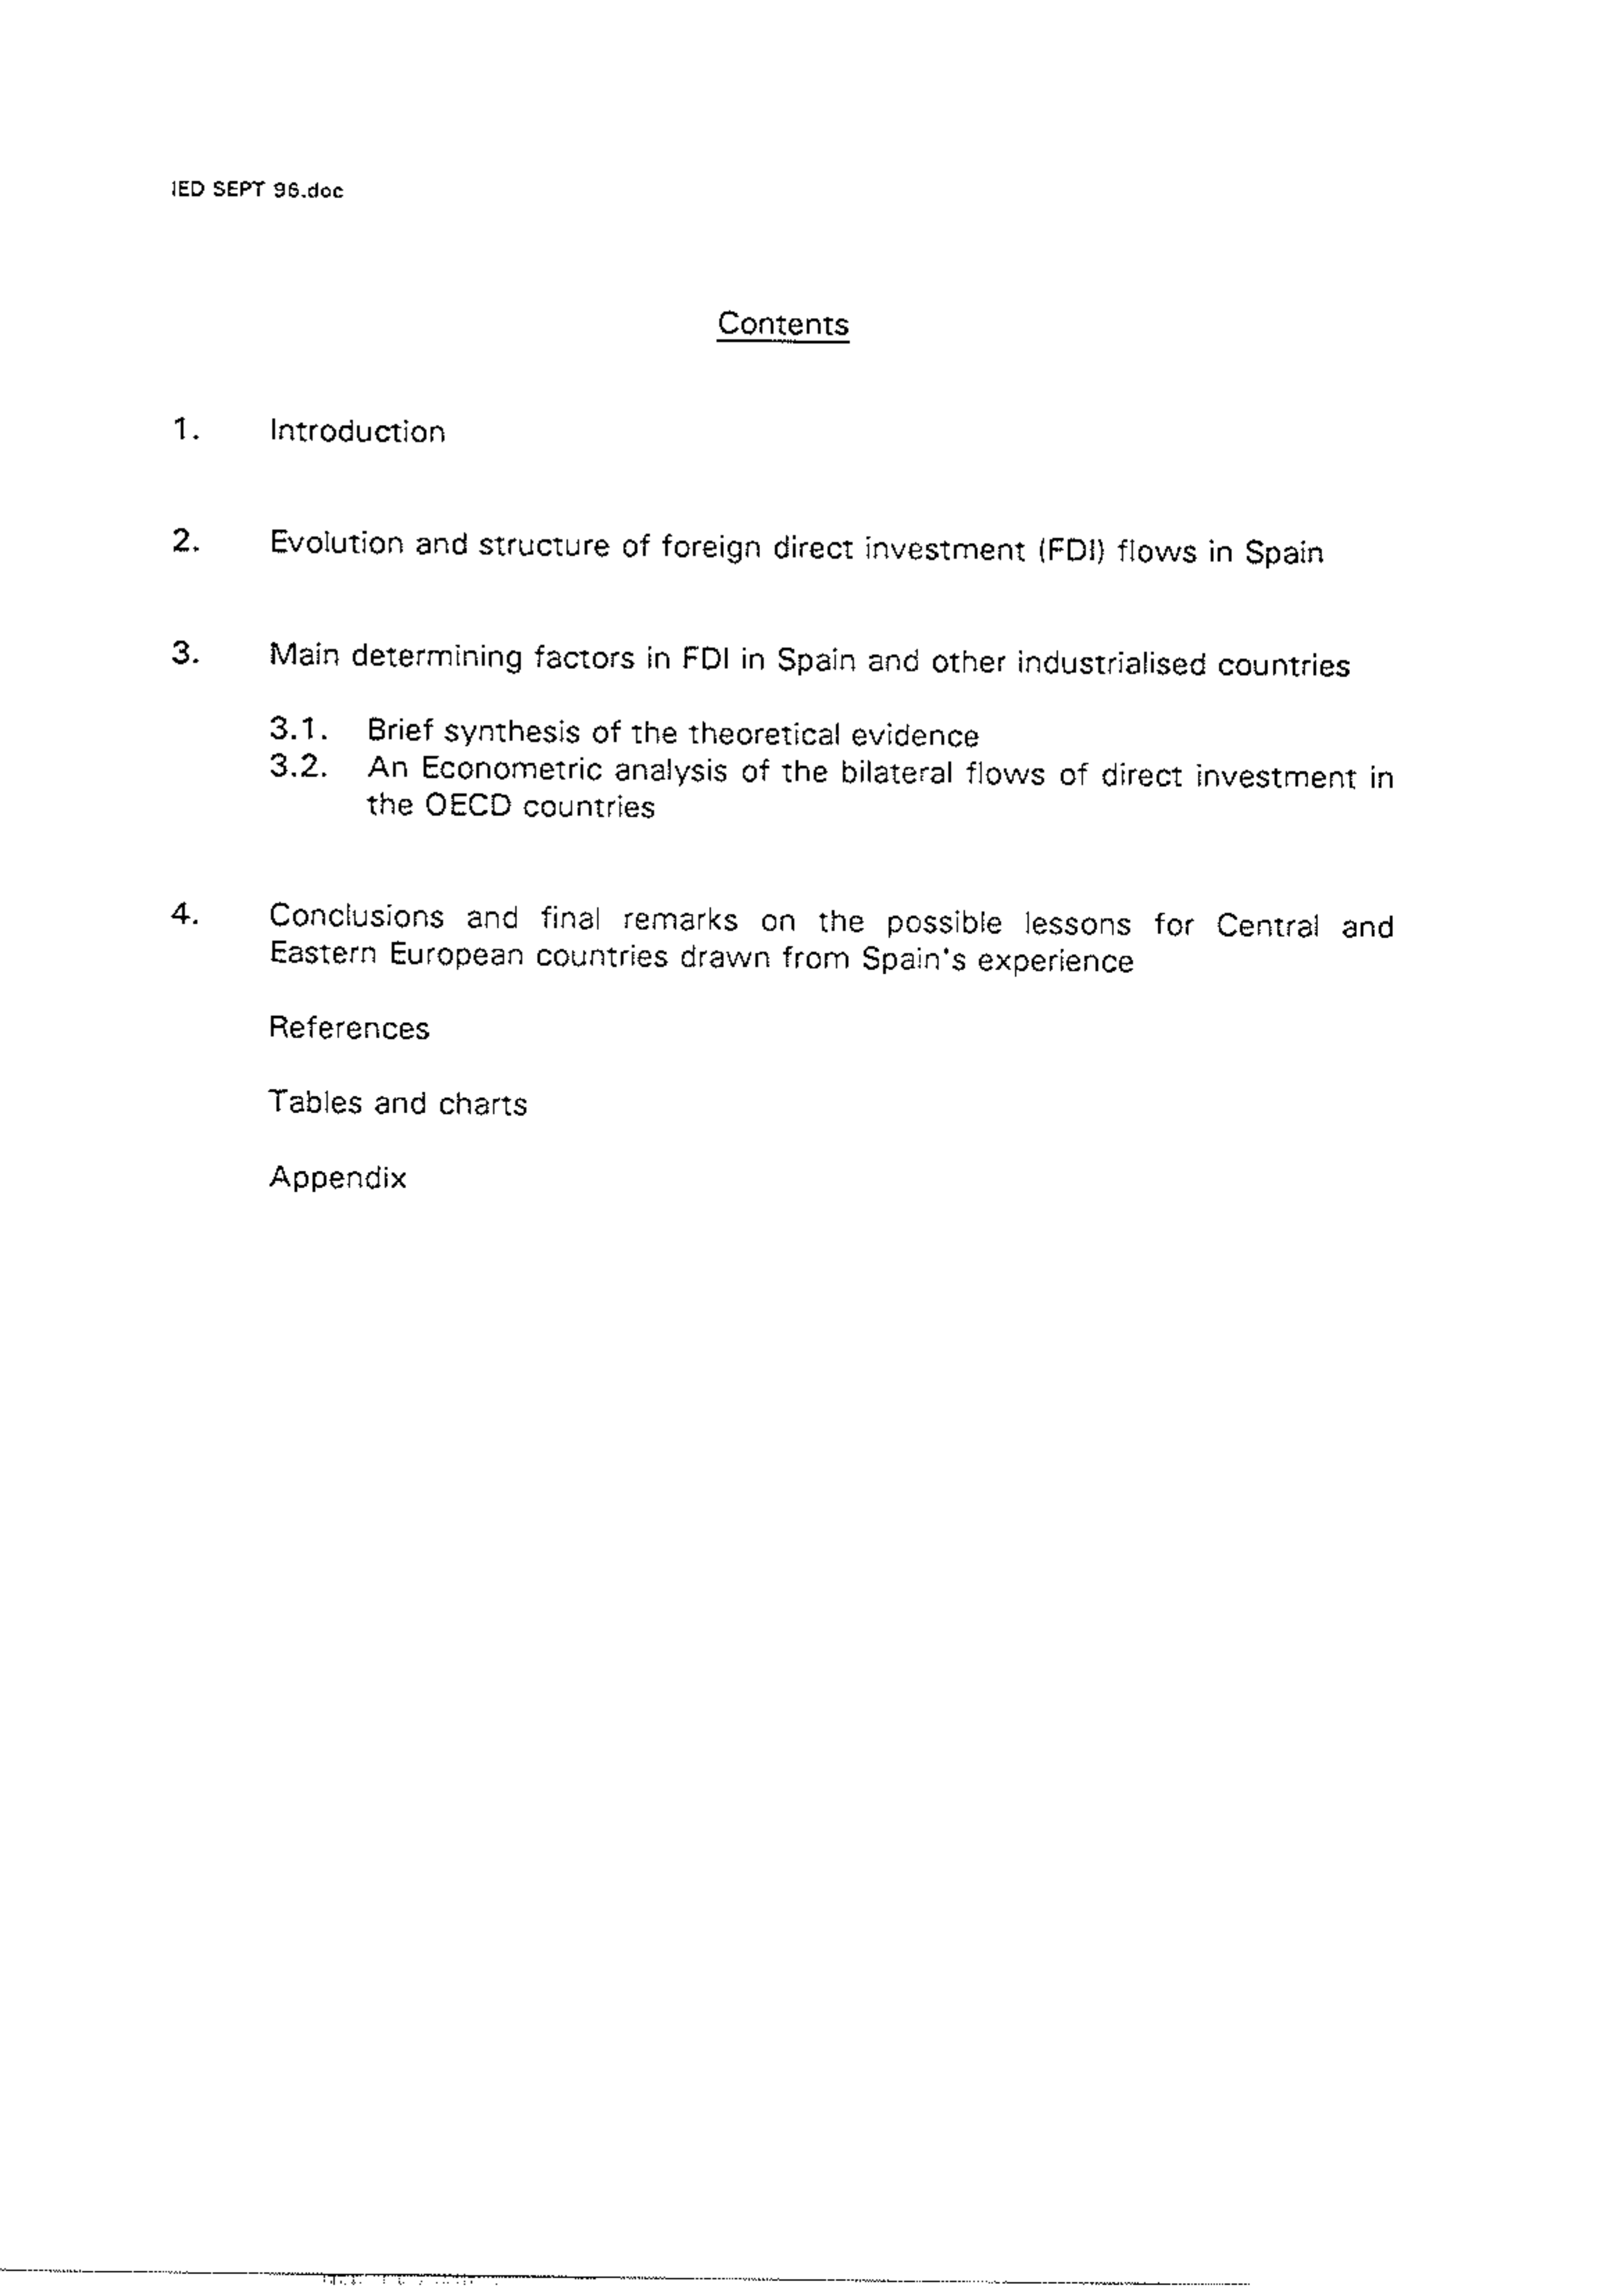 IED SEPT 96.doc
Contents
1. Introduction
2. Evolution and structure of foreign direct investment (FDI) flows in Spain
3. Main determining factors in FDI in Spain and other industrialised countries
3.1. Brief synthesis of the theoretical evidence
3.2. An Econometric analysis of the bilateral flows of direct investment in
the OECD countries
4. Conclusions and final remarks on the possible lessons for Central and
Eastern European countries drawn from Spain's experience
References
Tables and charts
Appendix